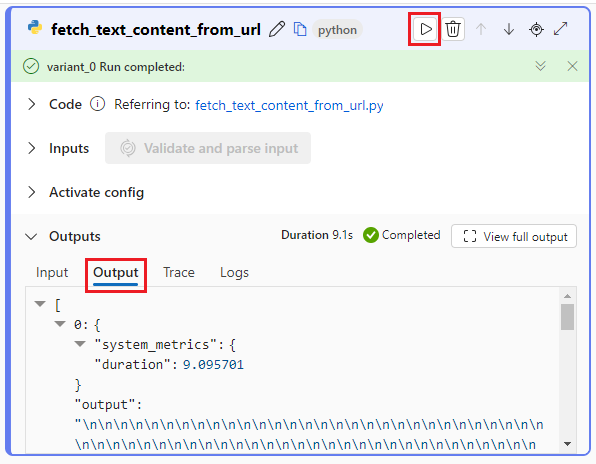 fetch_text_content_from_url python
variant_0 Run completed:
Code Referring to: fetch_text_content_from_url.py
Inputs Validate and parse input
Activate config
Outputs Duration 9.1s Completed View full output
Input Output Trace Logs
[
0: {
"system_metrics": {
"duration": 9.095701
}
"output":
"\n\n\n\n\n\n\n\n\n\n\n\n\n\n\n\n\n\n\n\n\n\n\n\n\n\n\n\n\n\n
\n\n\n\n\n\n\n\n\n\n\n\n\n\n\n\n\n\n\n\n\n\n\n\n\n\n\n\n\n\n